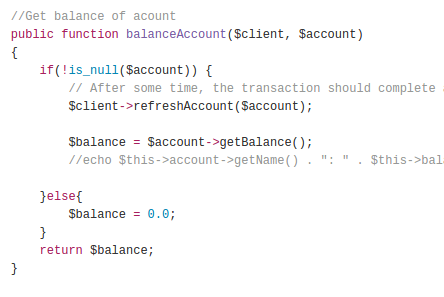 //Get balance of acount
public function balanceAccount($client, $account)
{
if(!is_null($account)) {
// After some time, the transaction should complete
$client->refreshAccount($account);
$balance = $account->getBalance();
//echo $this->account->getName() . ": " . $this->bal
}else{
$balance = 0.0;
}
return $balance;
}